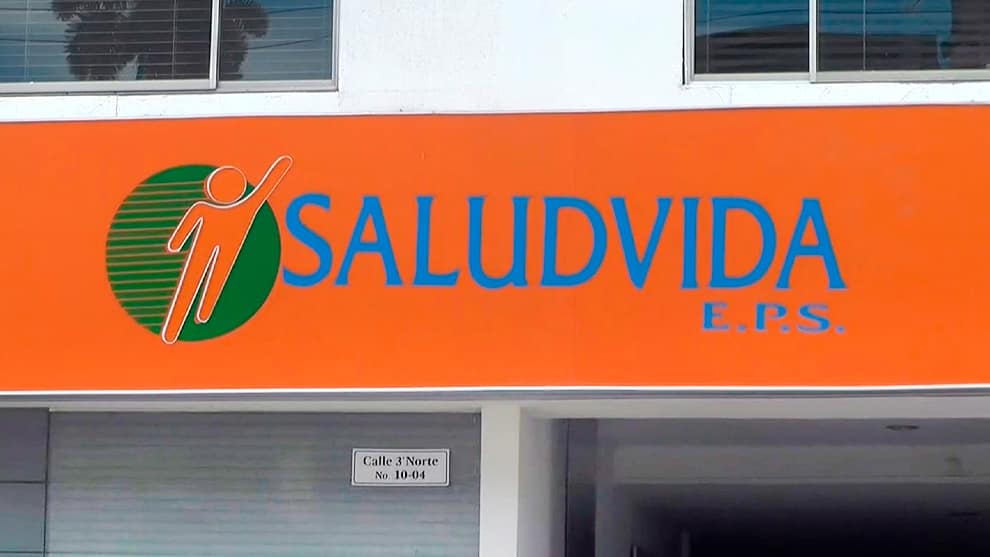 SALUDVIDA
E.P.S.
Calle 3'Norte
No. 10-04